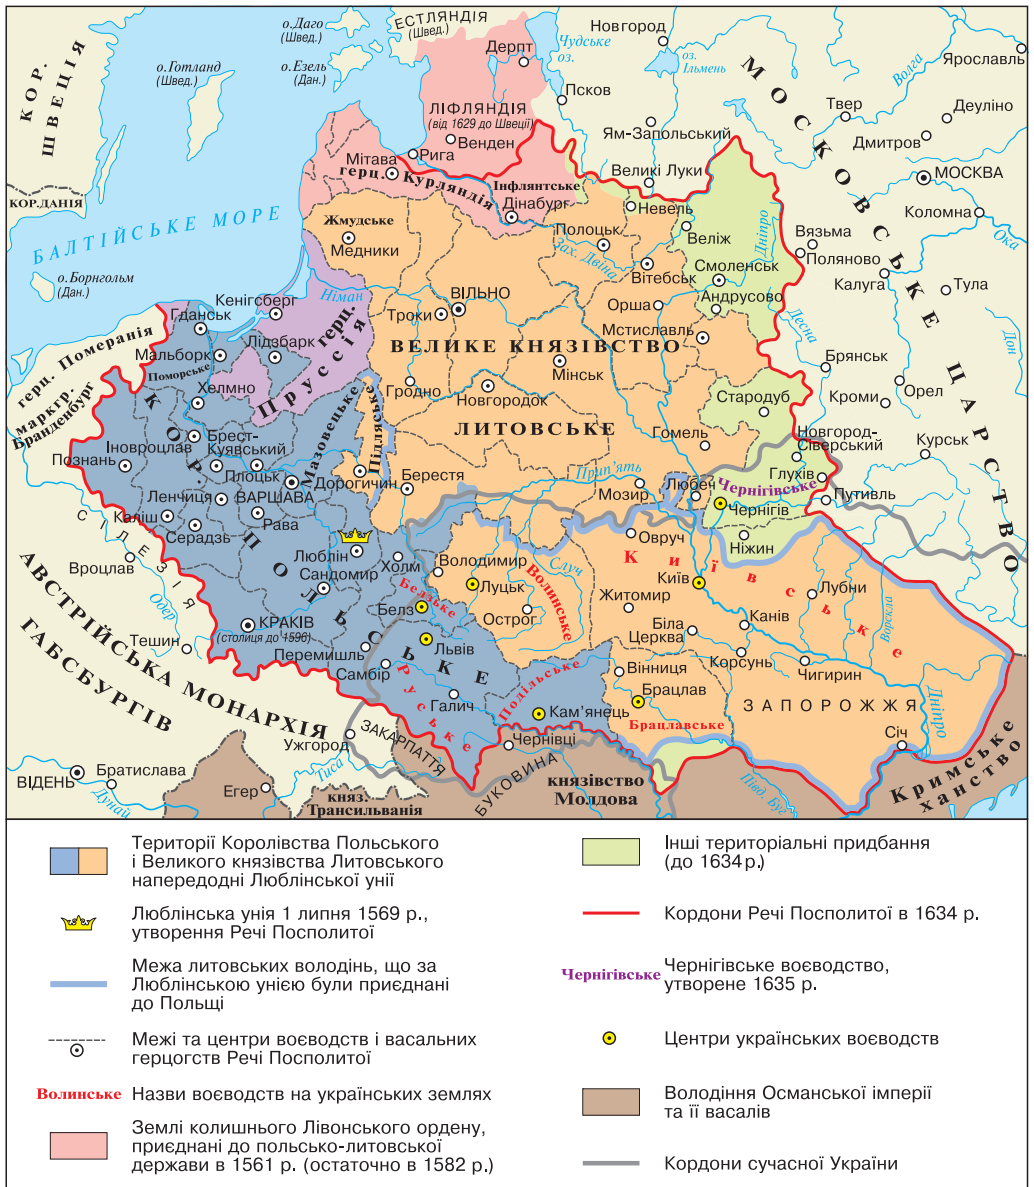 КОР. ШВЕЦІЯ
о.Даго
(Швед.)
ЕСТЛЯНДІЯ
(Швед.)
о.Езель
(Дан.)
о.Готланд
(Швед.)
Дерпт
Чудське
оз.
Новгород
оз.
Ільмень
Псков
Волга
Ярославль
Твер
Деуліно
Дмитров
МОСКВА
Коломна
Ока
МОСКОВСЬКЕ ЦАРСТВО
ЛІФЛЯНДІЯ
(від 1629 до Швеції)
Венден
Рига
Ям-Запольський
Великі Луки
Мітава
герц. Курляндія
Інфлянтське
Дінабург
КОР.ДАНІЯ
БАЛТІЙСЬКЕ МОРЕ
о.Борнгольм
(Дан.)
Жмудське
Медники
Невель
Полоцьк
Веліж
Дніпро
Зах. Двіна
Вітебськ
Смоленськ
Вязьма
Поляново
Калуга
Тула
Андрусово
Орша
Десна
Дон
Кенігсберг
Німан
ВІЛЬНО
Троки
Гданськ
Лідзбарк
герц. Пруссія
Мальборк
Поморське
Хелмно
герц. Померанія
маркгр.
Бранденбург
ВЕЛИКЕ КНЯЗІВСТВО
ЛИТОВСЬКЕ
Мстиславль
Мінськ
Гродно
Новгородок
Брянськ
Кроми
Орел
Стародуб
Гомель
Новгород-
Сіверський
Курськ
Глухів
Чернігівське
Путивль
КОРОЛІВСТВО ПОЛЬСЬКЕ
Мазовецьке
Підляське
Іновроцлав
Брест-
Куявський
Познань
Плоцьк
ВАРШАВА
Дорогичин
Берестя
Прип'ять
Мозир
Любеч
Чернігів
Ленчиця
Рава
Каліш
Серадзь
СІЛЕЗІЯ
Вроцлав
Одер
Люблін
Холм
Володимир
Сандомир
Овруч
Ніжин
Белзьке
Белз
Луцьк
Волинське
Случ
Київське
Київ
Лубни
Житомир
Острог
Біла
Церква
Канів
Ворскла
Корсунь
Чигирин
КРАКІВ
(столиця до 1596)
Тешин
Перемишль
Самбір
Львів
Руське
Галич
Подільське
Вінниця
Брацлав
Кам'янець
Брацлавське
ЗАПОРОЖЖЯ
Січ
Дніпро
АВСТРІЙСЬКА МОНАРХІЯ
ГАБСБУРГІВ
Ужгород
ЗАКАРПАТТЯ
Чернівці
БУКОВИНА
князівство
Молдова
Півд. Буг
Кримське
ханство
ВІДЕНЬ
Братислава
Дунай
Егер
Тиса
княз.
Трансильванія
Території Королівства Польського
і Великого князівства Литовського
напередодні Люблінської унії
Люблінська унія 1 липня 1569 р.,
утворення Речі Посполитої
Межа литовських володінь, що за
Люблінською унією були приєднані
до Польщі
Межі та центри воєводств і васальних
герцогств Речі Посполитої
Волинське Назви воєводств на українських землях
Землі колишнього Лівонського ордену,
приєднані до польсько-литовської
держави в 1561 р. (остаточно в 1582 р.)
Інші територіальні придбання
(до 1634 р.)
Кордони Речі Посполитої в 1634 р.
Чернігівське Чернігівське воєводство,
утворене 1635 р.
Центри українських воєводств
Володіння Османської імперії
та її васалів
Кордони сучасної України